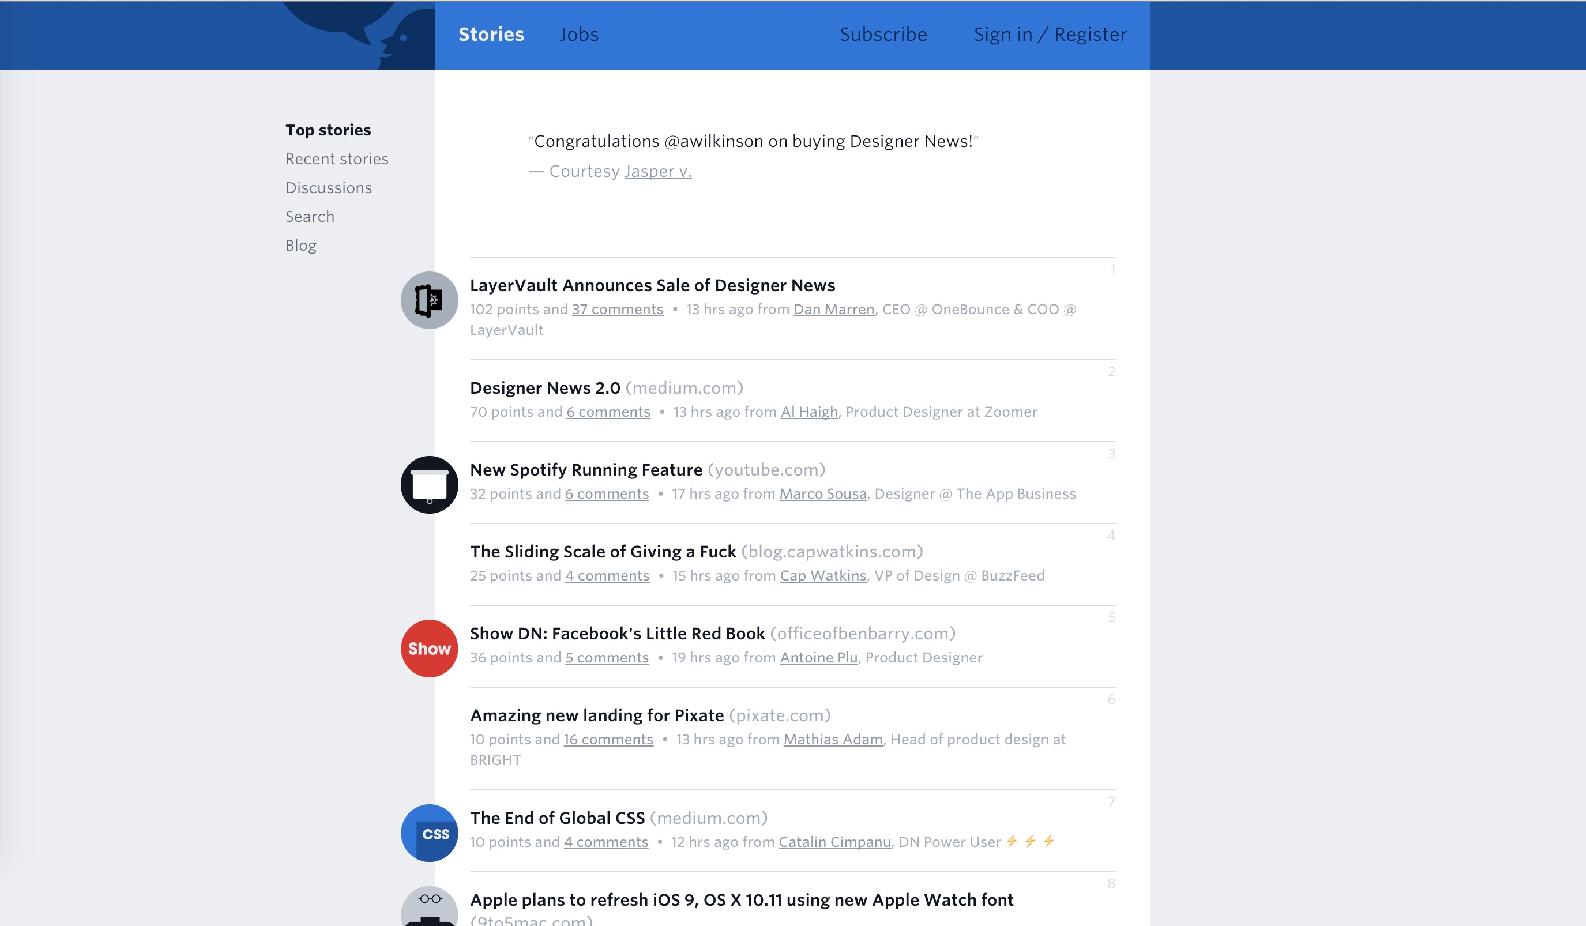 Stories Jobs Subscribe Sign in / Register
Top stories
Recent stories
Discussions
Search
Blog
"Congratulations @awilkinson on buying Designer News!"
— Courtesy Jasper v.
1
LayerVault Announces Sale of Designer News
102 points and 37 comments • 13 hrs ago from Dan Marren, CEO @ OneBounce & COO @
LayerVault
2
Designer News 2.0 (medium.com)
70 points and 6 comments • 13 hrs ago from Al Haigh, Product Designer at Zoomer
3
New Spotify Running Feature (youtube.com)
32 points and 6 comments • 17 hrs ago from Marco Sousa, Designer @ The App Business
4
The Sliding Scale of Giving a Fuck (blog.capwatkins.com)
25 points and 4 comments • 15 hrs ago from Cap Watkins, VP of Design @ BuzzFeed
5
Show
Show DN: Facebook's Little Red Book (officeofbenbarry.com)
36 points and 5 comments • 19 hrs ago from Antoine Plu, Product Designer
6
Amazing new landing for Pixate (pixate.com)
10 points and 16 comments • 13 hrs ago from Mathias Adam, Head of product design at
BRIGHT
7
CSS
The End of Global CSS (medium.com)
10 points and 4 comments • 12 hrs ago from Catalin Cimpanu, DN Power User ⚡ ⚡ ⚡
8
Apple plans to refresh iOS 9, OS X 10.11 using new Apple Watch font
(9to5mac.com)